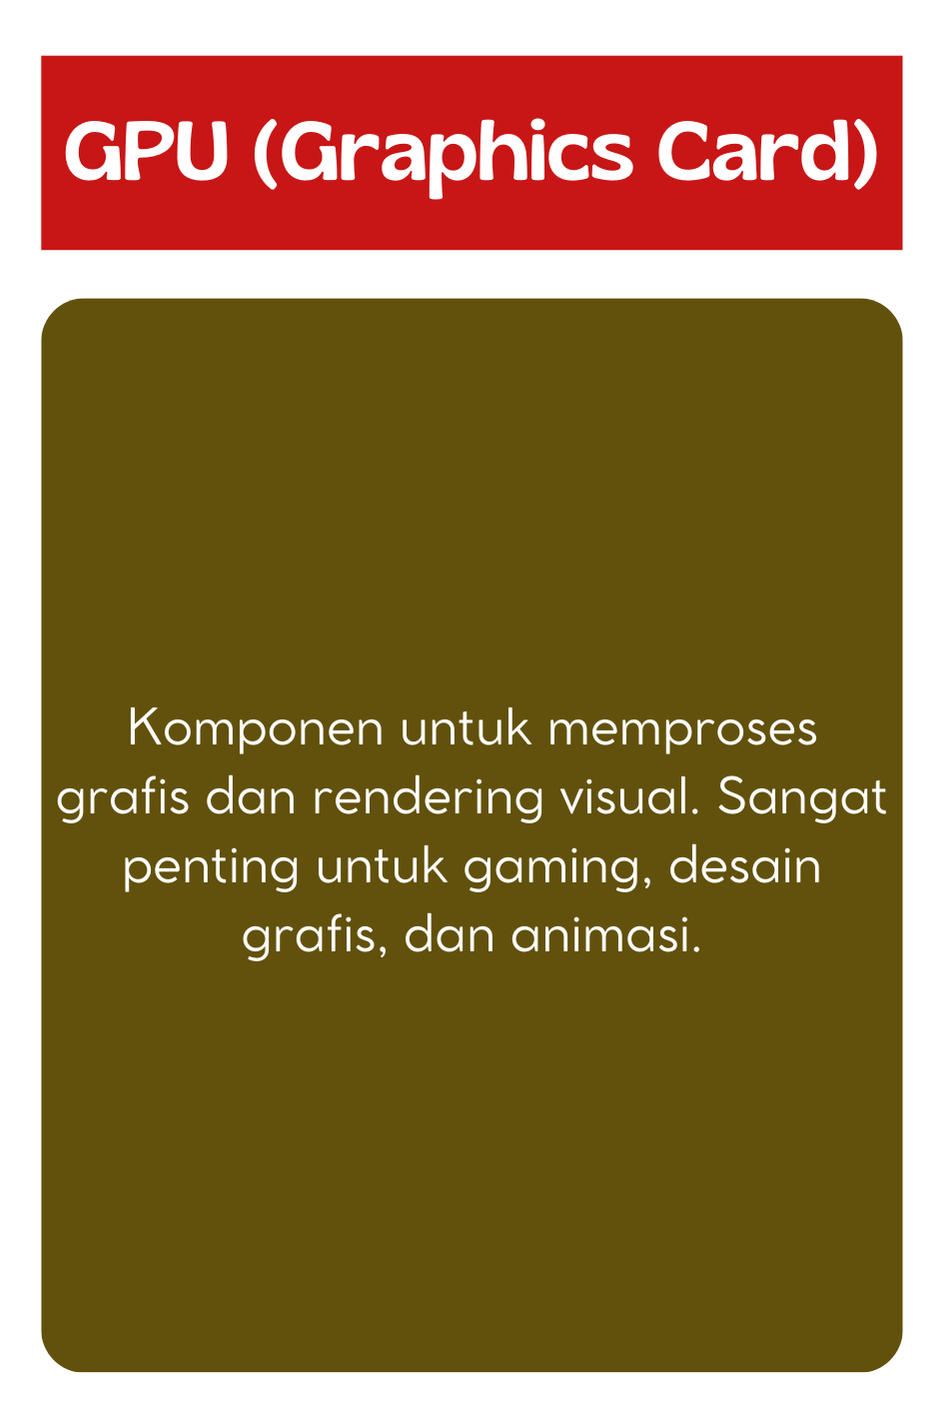 GPU (Graphics Card)
Komponen untuk memproses
grafis dan rendering visual. Sangat
penting untuk gaming, desain
grafis, dan animasi.